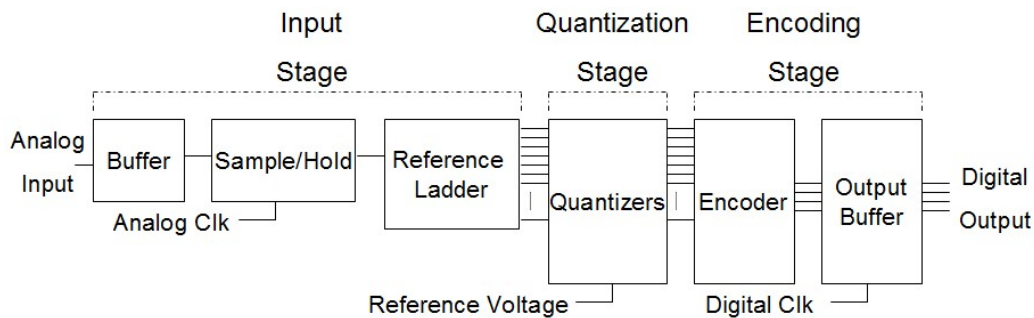 Input
Stage
Quantization
Stage
Encoding
Stage
Analog
Input
Buffer
Sample/Hold
Reference
Ladder
Quantizers
Encoder
Output
Buffer
Digital
Output
Analog Clk
Reference Voltage
Digital Clk